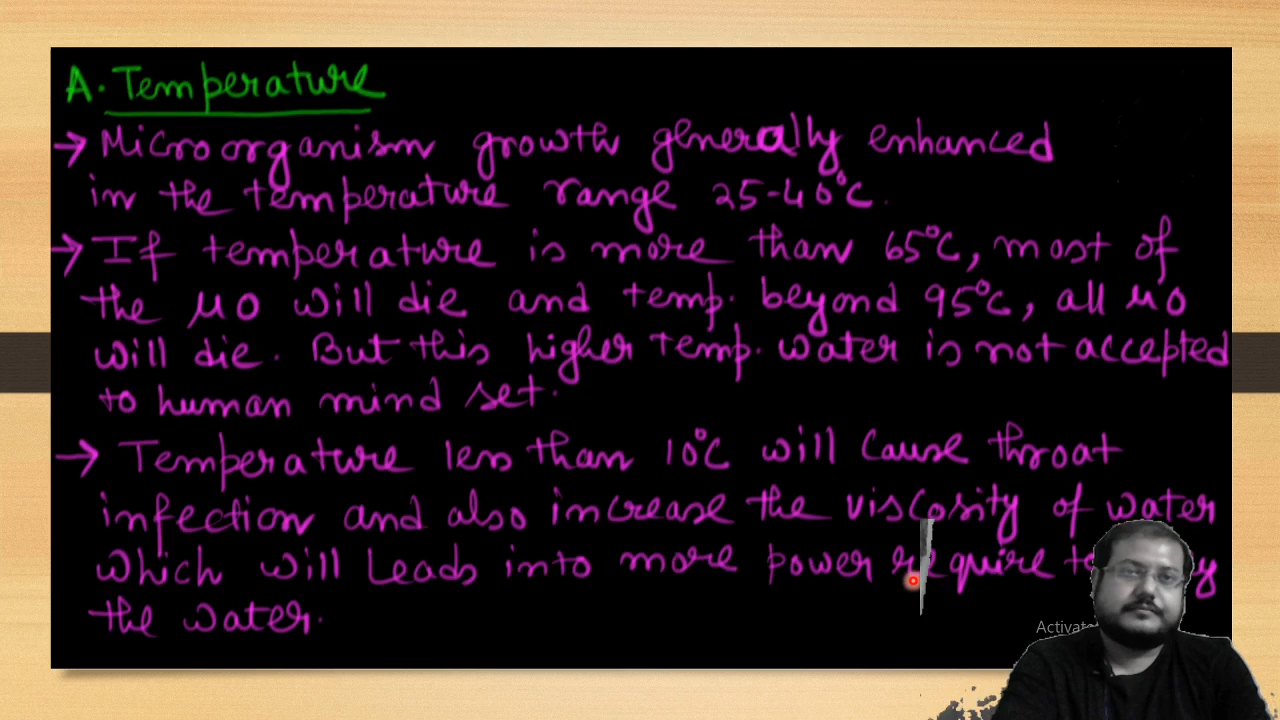 A. Temperature
→ Microorganism growth generally enhanced
in the temperature range 25-40°C.
→ If temperature is more than 65°C, most of
the μo will die and temp. beyond 95°C, all μo
will die. But this higher temp. water is not accepted
to human mind set.
→ Temperature less than 10°C will cause throat
infection and also increase the viscosity of water
which will leads into more power require to
the water.
Activate